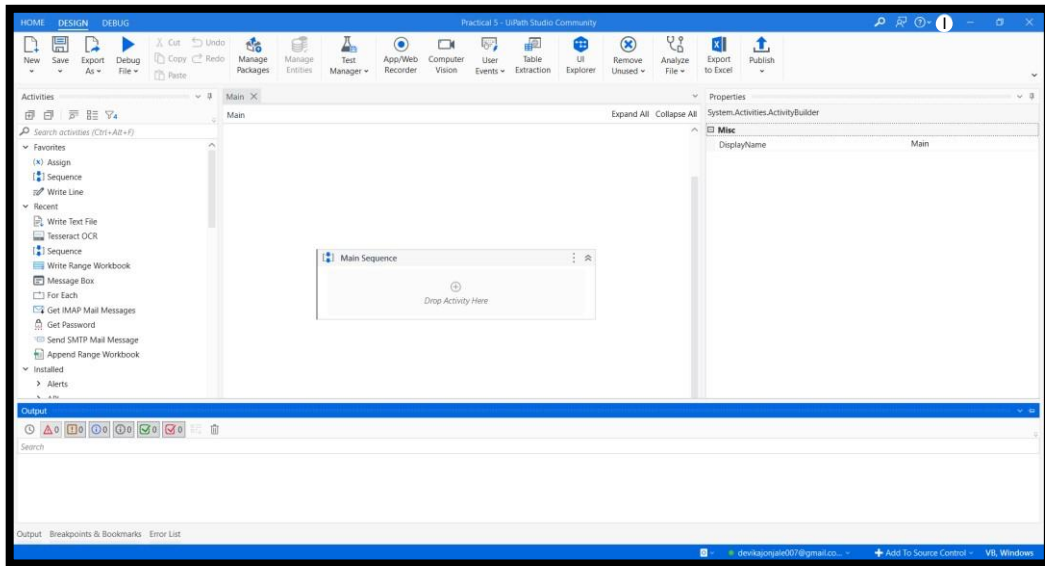 HOME DESIGN DEBUG
Practical 5 - UiPath Studio Community
New
Save
Export As
Debug File
Cut
Copy
Paste
Undo
Redo
Manage Packages
Manage Entities
Test Manager
App/Web Recorder
Computer Vision
User Events
Table Extraction
UI Explorer
Remove Unused
Analyze File
Export to Excel
Publish
Activities
Search activities (Ctrl+Alt+F)
Favorites
Assign
Sequence
Write Line
Recent
Write Text File
Tesseract OCR
Sequence
Write Range Workbook
Message Box
For Each
Get IMAP Mail Messages
Get Password
Send SMTP Mail Message
Append Range Workbook
Installed
Alerts
Main
Main
Expand All Collapse All
Main Sequence
Drop Activity Here
Properties
System.Activities.ActivityBuilder
Misc
DisplayName Main
Output
0 0 0 0 0 0
Search
Output Breakpoints & Bookmarks Error List
devikajonjale007@gmail.co... Add To Source Control VB, Windows